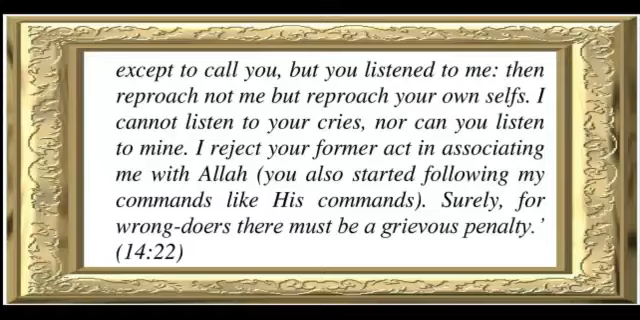 except to call you, but you listened to me: then
reproach not me but reproach your own selfs. I
cannot listen to your cries, nor can you listen
to mine. I reject your former act in associating
me with Allah (you also started following my
commands like His commands). Surely, for
wrong-doers there must be a grievous penalty.'
(14:22)